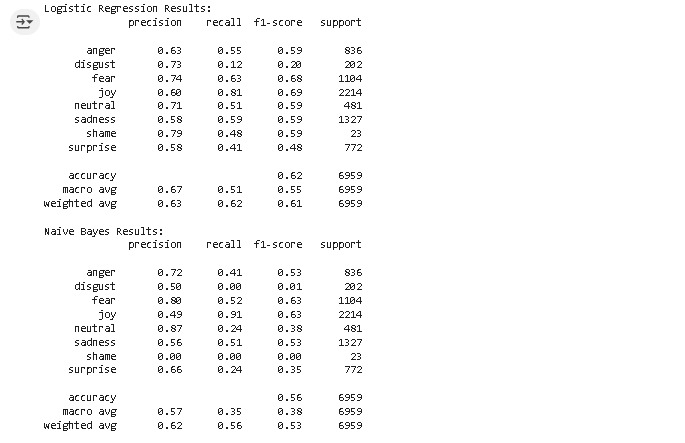 Logistic Regression Results:
precision recall f1-score support
anger 0.63 0.55 0.59 836
disgust 0.73 0.12 0.20 202
fear 0.74 0.63 0.68 1104
joy 0.60 0.81 0.69 2214
neutral 0.71 0.51 0.59 481
sadness 0.58 0.59 0.59 1327
shame 0.79 0.48 0.59 23
surprise 0.58 0.41 0.48 772
accuracy 0.62 6959
macro avg 0.67 0.51 0.55 6959
weighted avg 0.63 0.62 0.61 6959
Naive Bayes Results:
precision recall f1-score support
anger 0.72 0.41 0.53 836
disgust 0.50 0.00 0.01 202
fear 0.80 0.52 0.63 1104
joy 0.49 0.91 0.63 2214
neutral 0.87 0.24 0.38 481
sadness 0.56 0.51 0.53 1327
shame 0.00 0.00 0.00 23
surprise 0.66 0.24 0.35 772
accuracy 0.56 6959
macro avg 0.57 0.35 0.38 6959
weighted avg 0.62 0.56 0.53 6959